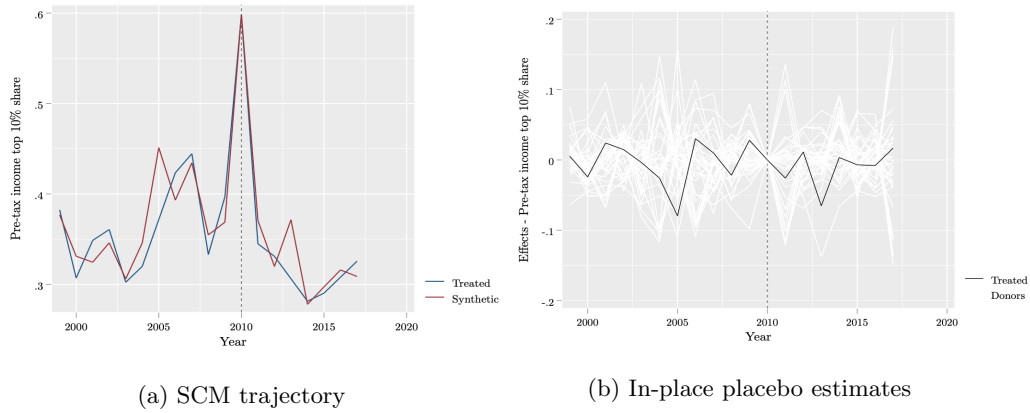 Pre-tax income top 10% share
.6
.5
.4
.3
2000
2005
2010
2015
2020
Year
Treated
Synthetic
(a) SCM trajectory
Effects - Pre-tax income top 10% share
.2
.1
0
-.1
-.2
2000
2005
2010
2015
2020
Year
Treated
Donors
(b) In-place placebo estimates